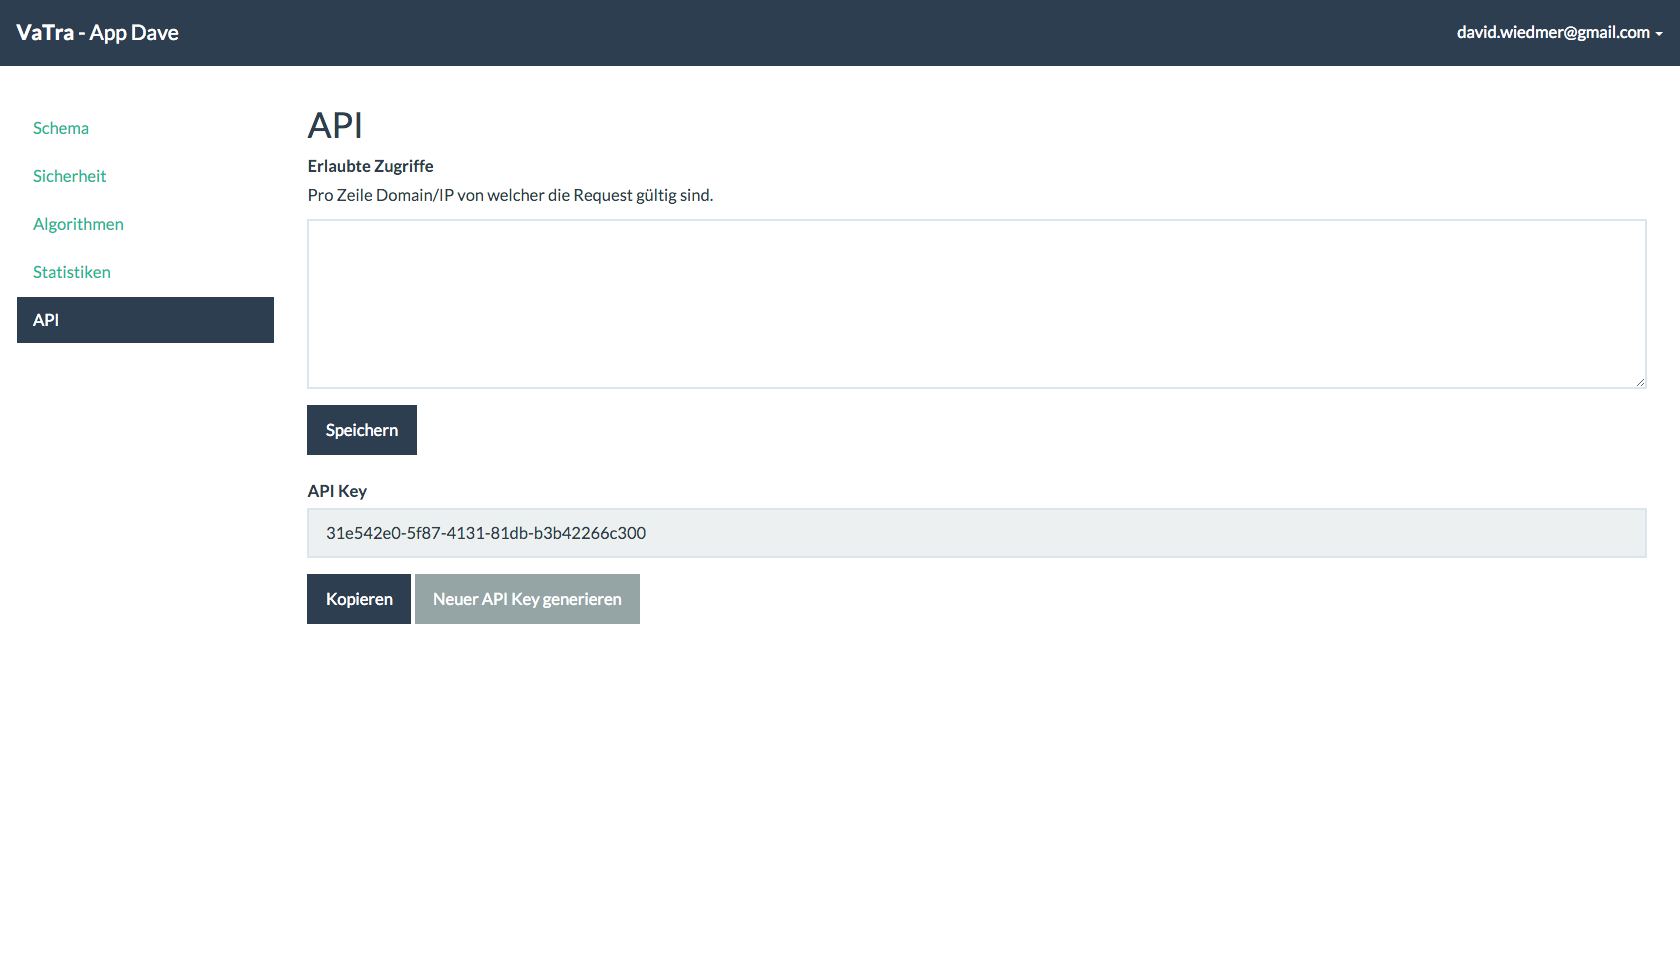 VaTra - App Dave
david.wiedmer@gmail.com
Schema
Sicherheit
Algorithmen
Statistiken
API
API
Erlaubte Zugriffe
Pro Zeile Domain/IP von welcher die Request gültig sind.
Speichern
API Key
31e542e0-5f87-4131-81db-b3b42266c300
Kopieren
Neuer API Key generieren